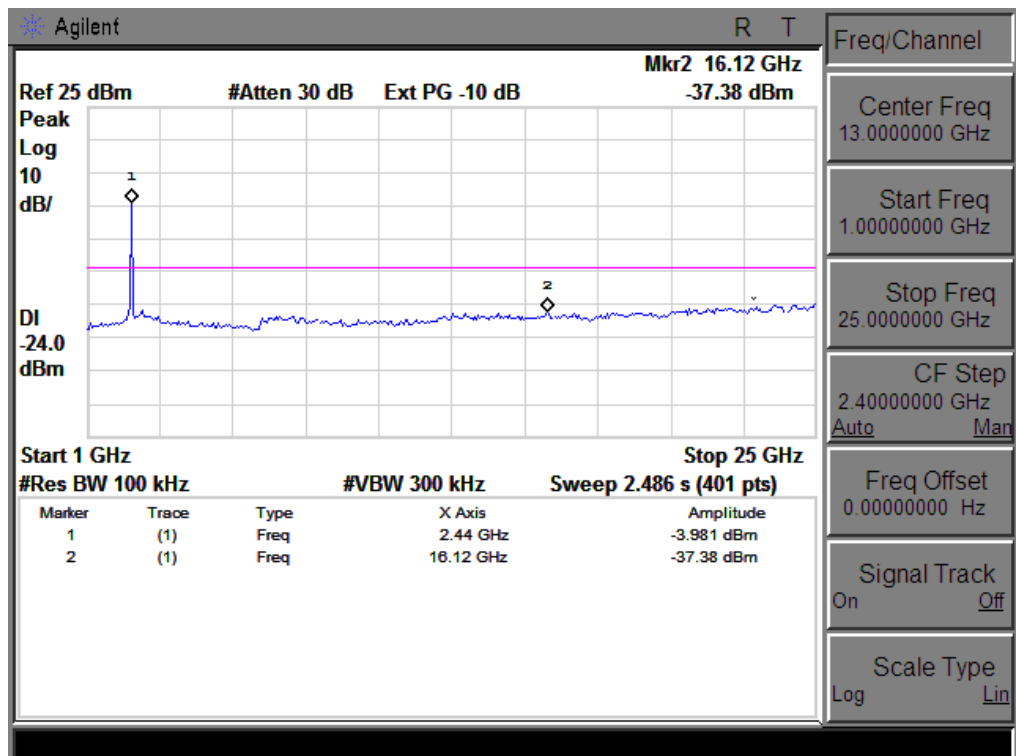 Agilent
R T
Mkr2 16.12 GHz
Ref 25 dBm #Atten 30 dB Ext PG -10 dB -37.38 dBm
Peak
Log
10
dB/
1
2
DI
-24.0
dBm
Start 1 GHz Stop 25 GHz
#Res BW 100 kHz #VBW 300 kHz Sweep 2.486 s (401 pts)
Marker Trace Type X Axis Amplitude
1 (1) Freq 2.44 GHz -3.981 dBm
2 (1) Freq 16.12 GHz -37.38 dBm
Freq/Channel
Center Freq
13.0000000 GHz
Start Freq
1.00000000 GHz
Stop Freq
25.0000000 GHz
CF Step
2.40000000 GHz
Auto Man
Freq Offset
0.00000000 Hz
Signal Track
On Off
Scale Type
Log Lin